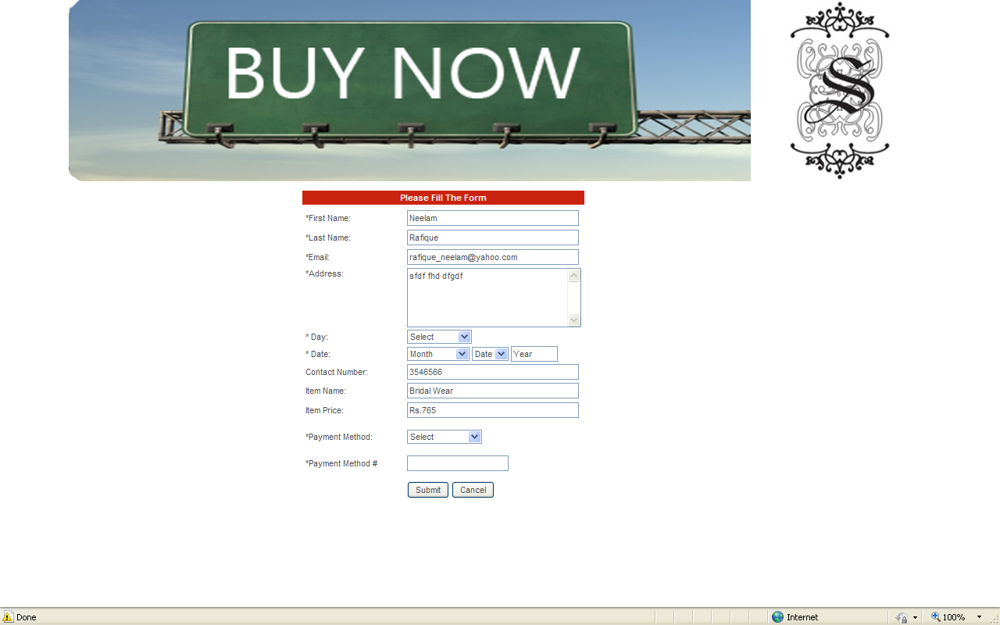 BUY NOW
S
Please Fill The Form
*First Name: Neelam
*Last Name: Rafique
*Email: rafique_neelam@yahoo.com
*Address: sfdf fhd dfgdf
* Day: Select
* Date: Month Date Year
Contact Number: 3546566
Item Name: Bridal Wear
Item Price: Rs.765
*Payment Method: Select
*Payment Method #
Submit Cancel
Done Internet 100%